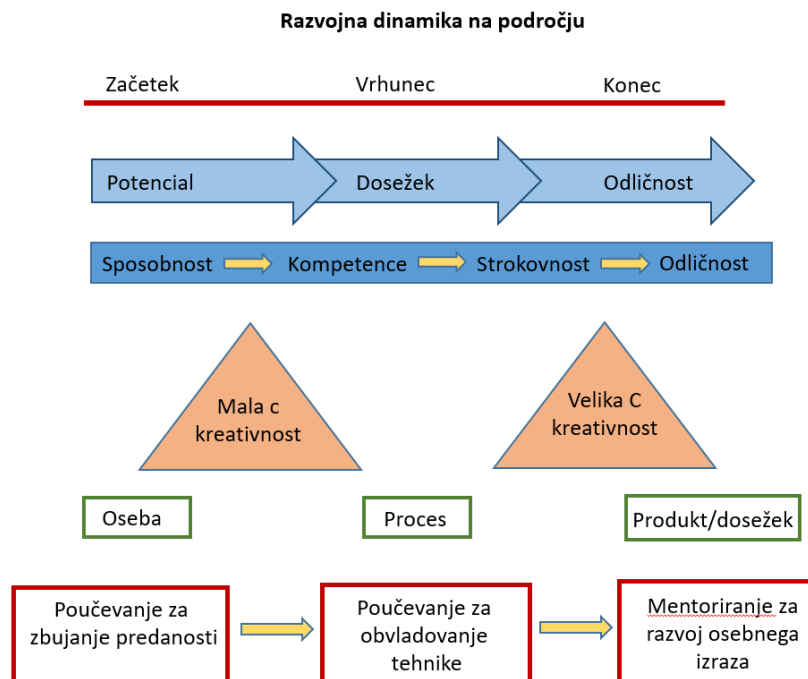 Razvojna dinamika na področju
Začetek Vrhunec Konec
Potencial Dosežek Odličnost
Sposobnost Kompetence Strokovnost Odličnost
Mala c
kreativnost
Velika C
kreativnost
Oseba Proces Produkt/dosežek
Poučevanje za
zbujanje predanosti
Poučevanje za
obvladovanje
tehnike
Mentoriranje za
razvoj osebnega
izraza